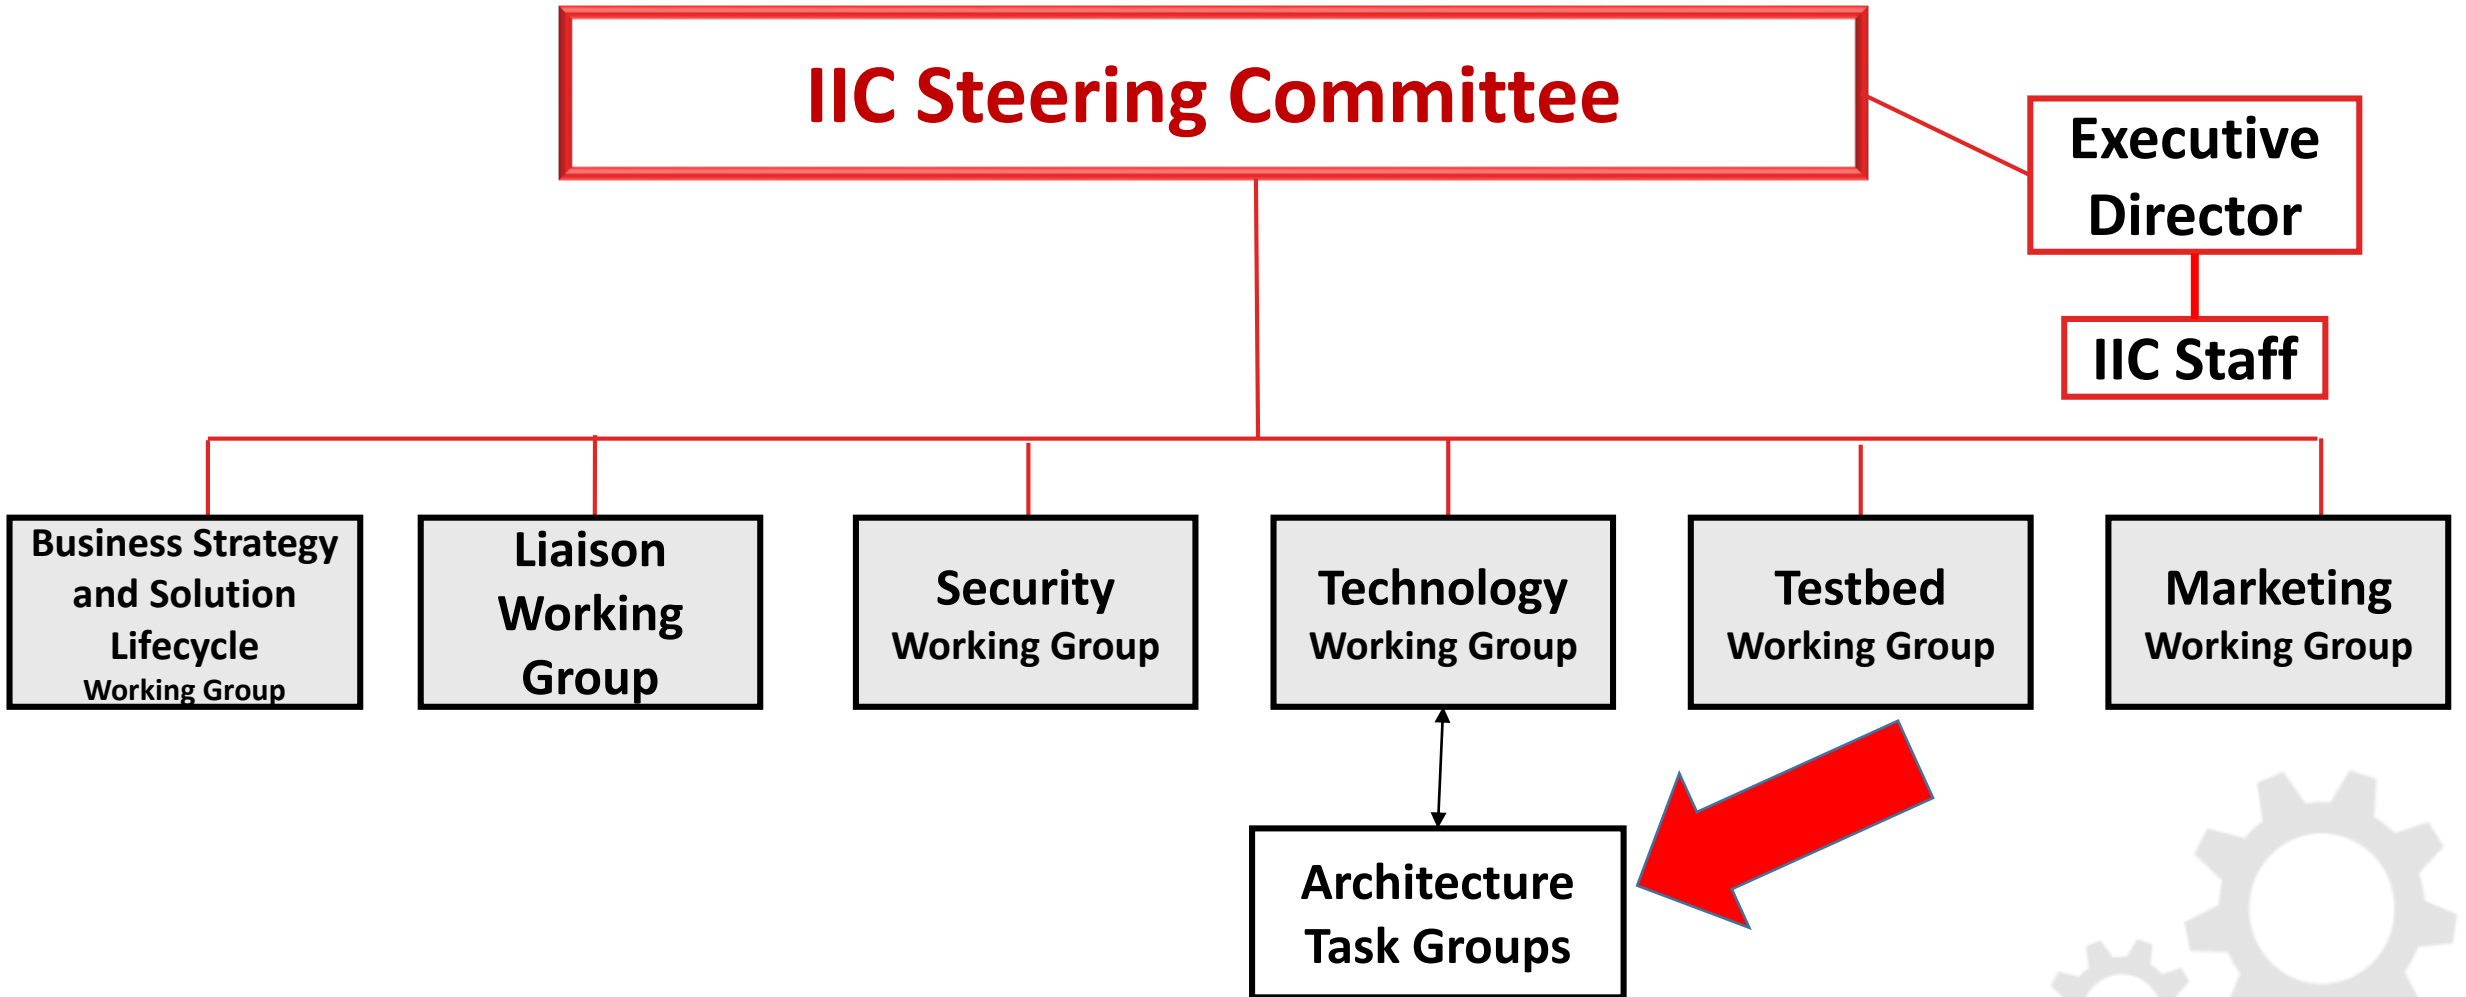 IIC Steering Committee
Executive
Director
IIC Staff
Business Strategy
and Solution
Lifecycle
Working Group
Liaison
Working
Group
Security
Working Group
Technology
Working Group
Testbed
Working Group
Marketing
Working Group
Architecture
Task Groups